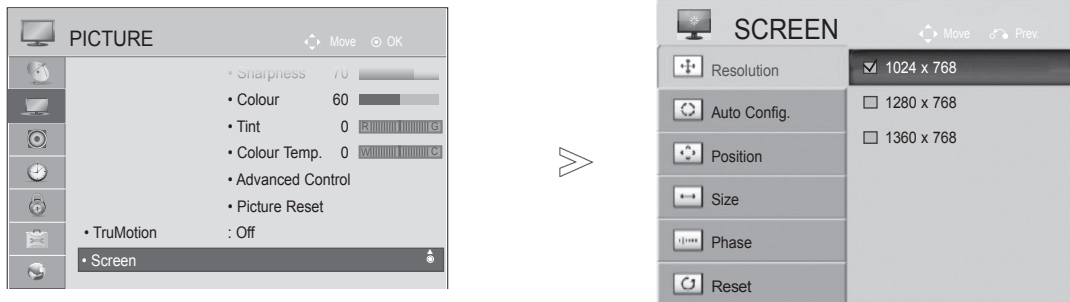 PICTURE
Move OK
• Sharpness 70
• Colour 60
• Tint 0 R G
• Colour Temp. 0 W C
• Advanced Control
• Picture Reset
• TruMotion : Off
• Screen
SCREEN
Move Prev.
Resolution
Auto Config.
Position
Size
Phase
Reset
1024 x 768
1280 x 768
1360 x 768